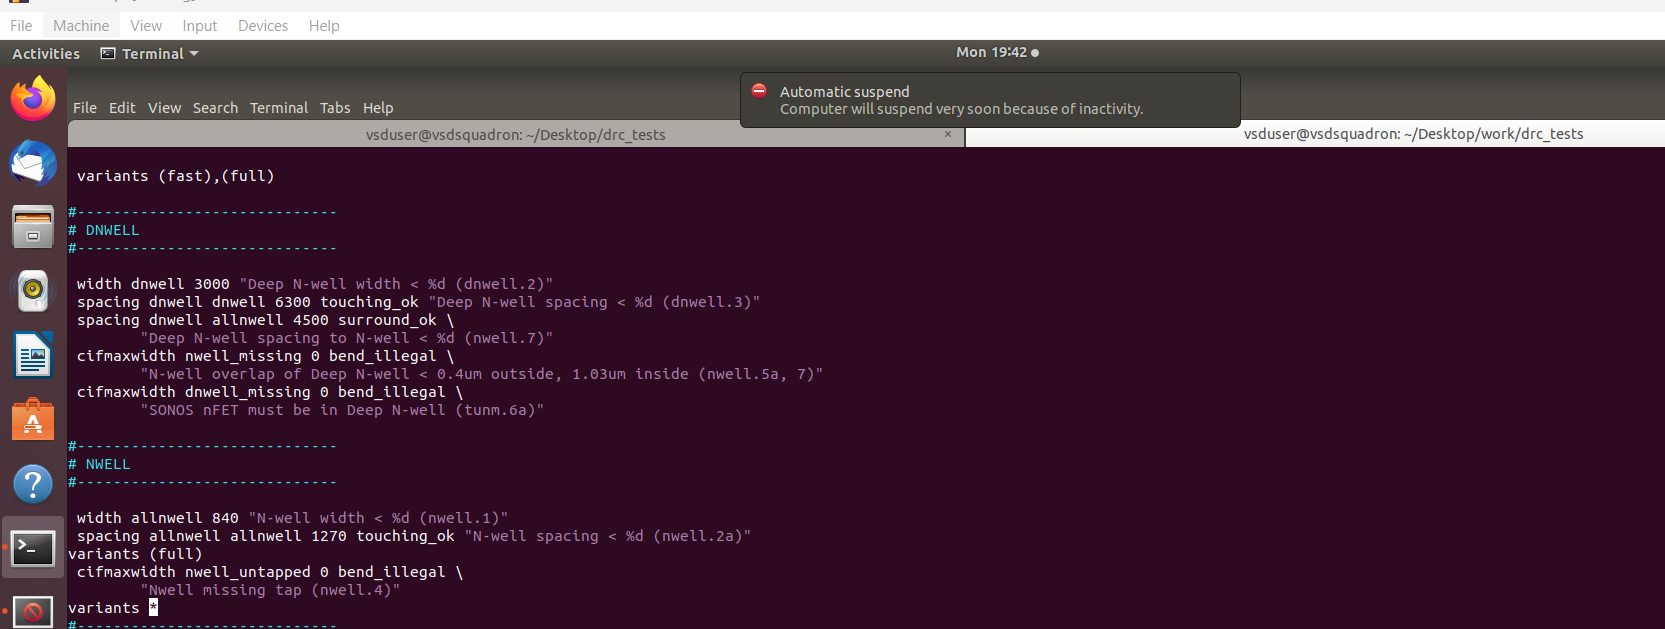 File Machine View Input Devices Help
Activities Terminal Mon 19:42
Automatic suspend
Computer will suspend very soon because of inactivity.
File Edit View Search Terminal Tabs Help
vsduser@vsdsquadron: ~/Desktop/drc_tests × vsduser@vsdsquadron: ~/Desktop/work/drc_tests
variants (fast),(full)
#-----------------------------
# DNWELL
#-----------------------------
width dnwell 3000 "Deep N-well width < %d (dnwell.2)"
spacing dnwell dnwell 6300 touching_ok "Deep N-well spacing < %d (dnwell.3)"
spacing dnwell allnwell 4500 surround_ok \
"Deep N-well spacing to N-well < %d (nwell.7)"
cifmaxwidth nwell_missing 0 bend_illegal \
"N-well overlap of Deep N-well < 0.4um outside, 1.03um inside (nwell.5a, 7)"
cifmaxwidth dnwell_missing 0 bend_illegal \
"SONOS nFET must be in Deep N-well (tunm.6a)"
#-----------------------------
# NWELL
#-----------------------------
width allnwell 840 "N-well width < %d (nwell.1)"
spacing allnwell allnwell 1270 touching_ok "N-well spacing < %d (nwell.2a)"
variants (full)
cifmaxwidth nwell_untapped 0 bend_illegal \
"Nwell missing tap (nwell.4)"
variants *
#-----------------------------